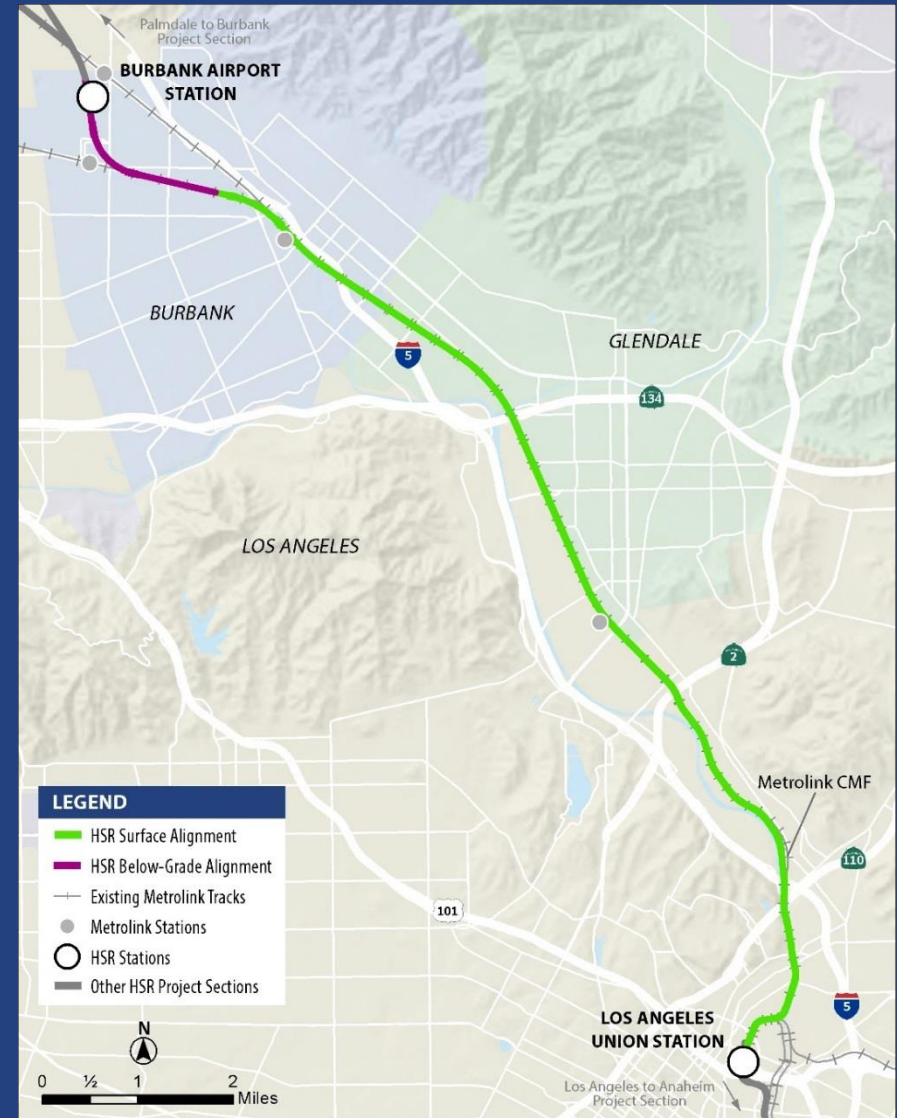 Palmdale to Burbank
Project Section
BURBANK AIRPORT
STATION
BURBANK
GLENDALE
5
134
LOS ANGELES
2
Metrolink CMF
LEGEND
HSR Surface Alignment
HSR Below-Grade Alignment
Existing Metrolink Tracks
Metrolink Stations
HSR Stations
Other HSR Project Sections
110
101
5
LOS ANGELES
UNION STATION
N
0 ½ 1 2
Miles
Los Angeles to Anaheim
Project Section